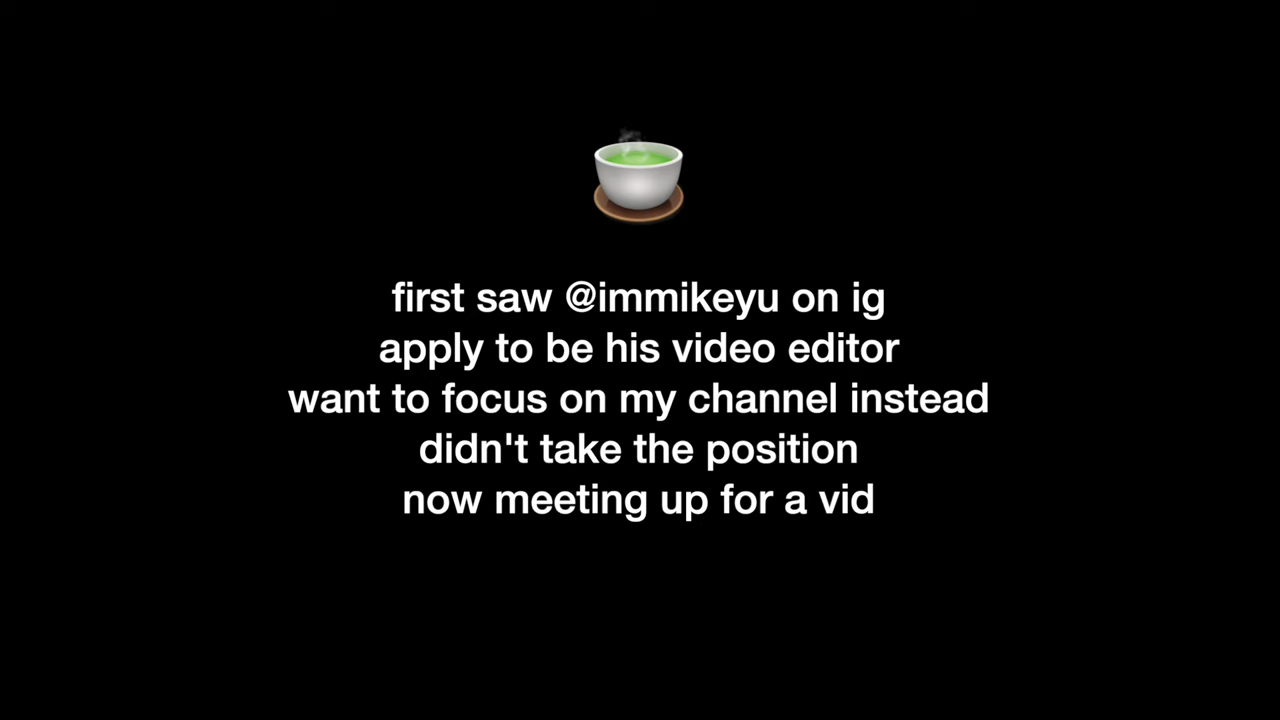 first saw @immikeyu on ig
apply to be his video editor
want to focus on my channel instead
didn't take the position
now meeting up for a vid